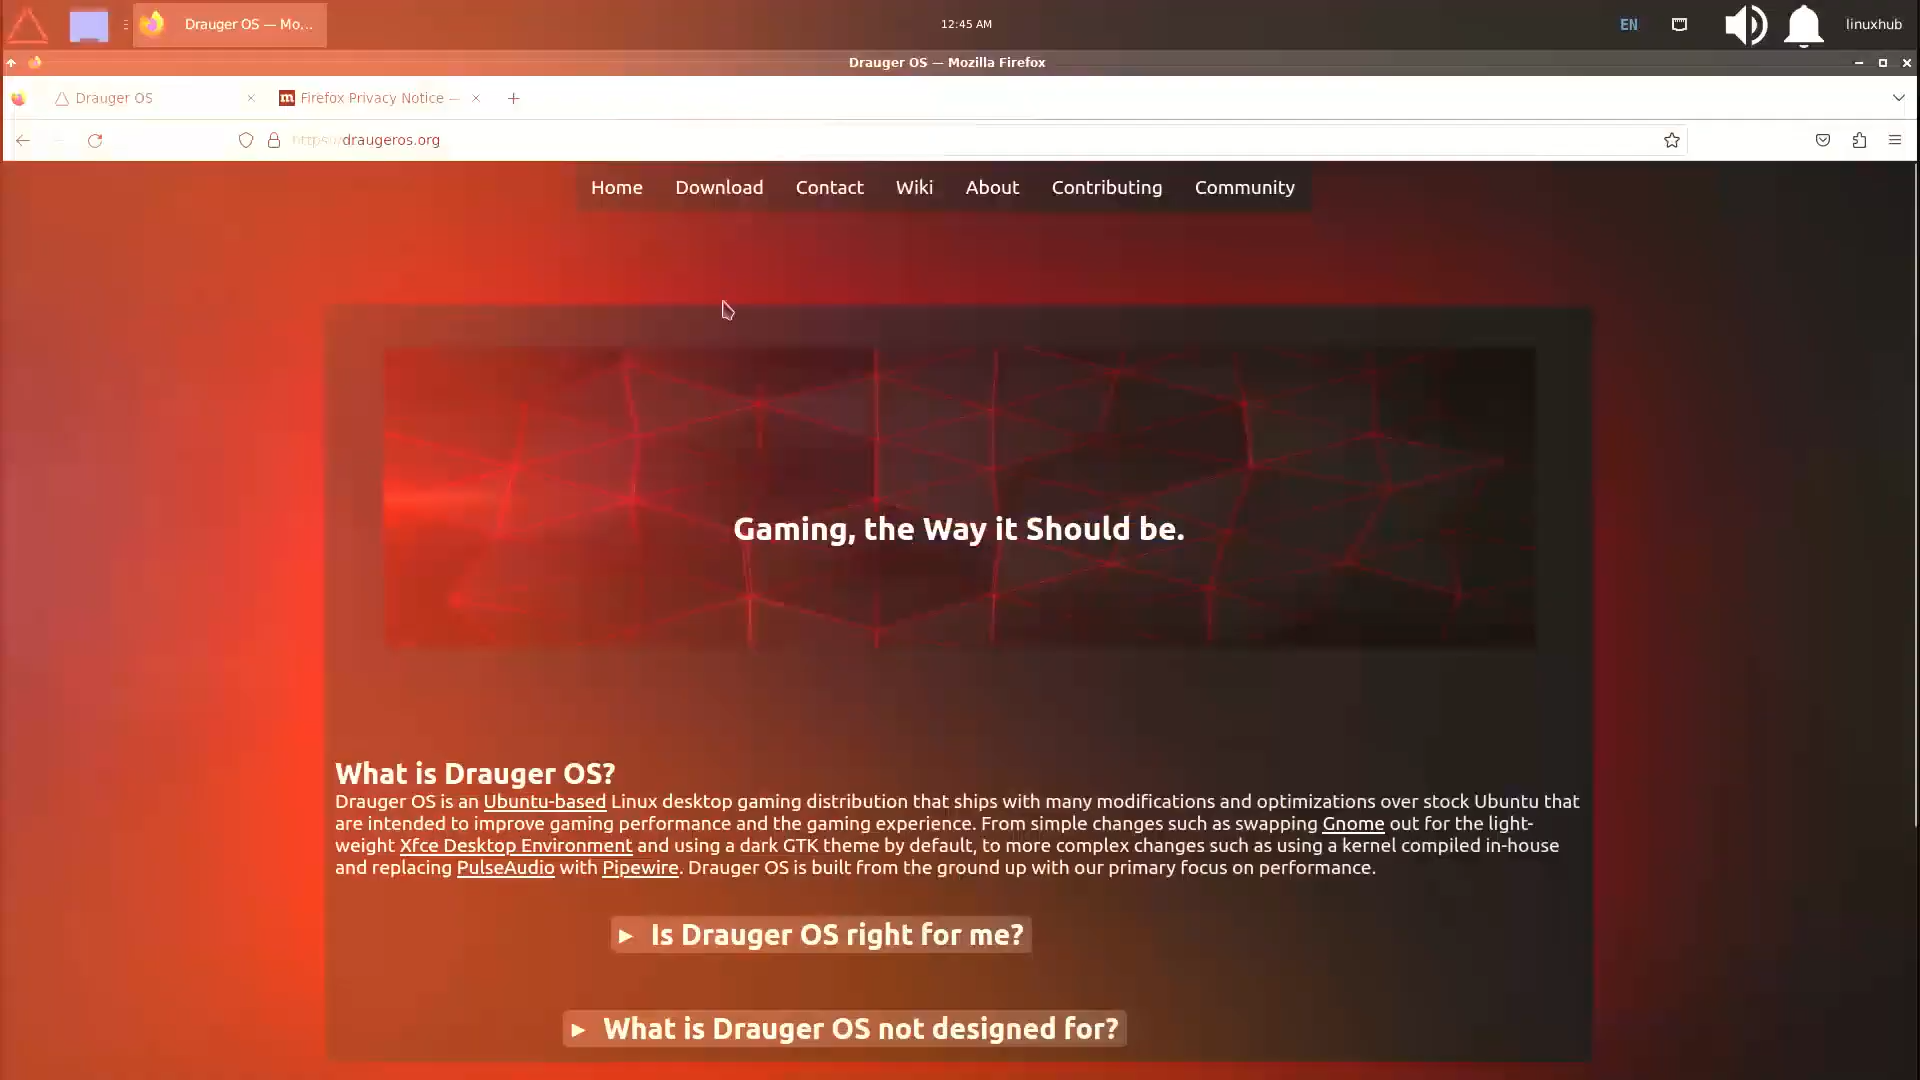 Drauger OS — Mo...
12:45 AM
EN
linuxhub
Drauger OS — Mozilla Firefox
Drauger OS
m Firefox Privacy Notice —
https://draugeros.org
Home Download Contact Wiki About Contributing Community
Gaming, the Way it Should be.
What is Drauger OS?
Drauger OS is an Ubuntu-based Linux desktop gaming distribution that ships with many modifications and optimizations over stock Ubuntu that
are intended to improve gaming performance and the gaming experience. From simple changes such as swapping Gnome out for the light-
weight Xfce Desktop Environment and using a dark GTK theme by default, to more complex changes such as using a kernel compiled in-house
and replacing PulseAudio with Pipewire. Drauger OS is built from the ground up with our primary focus on performance.
► Is Drauger OS right for me?
► What is Drauger OS not designed for?